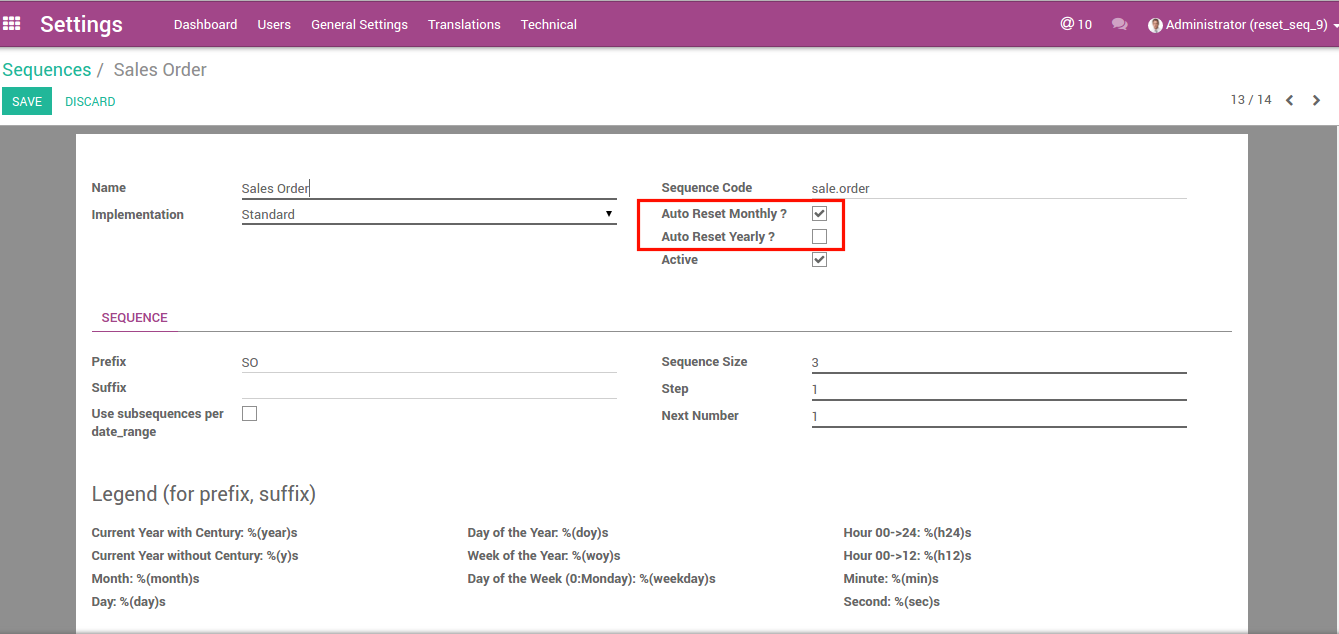 Settings Dashboard Users General Settings Translations Technical @ 10 Administrator (reset_seq_9)
Sequences / Sales Order
SAVE DISCARD 13 / 14
Name Sales Order Sequence Code sale.order
Implementation Standard Auto Reset Monthly ?
Auto Reset Yearly ?
Active
SEQUENCE
Prefix SO Sequence Size 3
Suffix Step 1
Use subsequences per Next Number 1
date_range
Legend (for prefix, suffix)
Current Year with Century: %(year)s Day of the Year: %(doy)s Hour 00->24: %(h24)s
Current Year without Century: %(y)s Week of the Year: %(woy)s Hour 00->12: %(h12)s
Month: %(month)s Day of the Week (0:Monday): %(weekday)s Minute: %(min)s
Day: %(day)s Second: %(sec)s